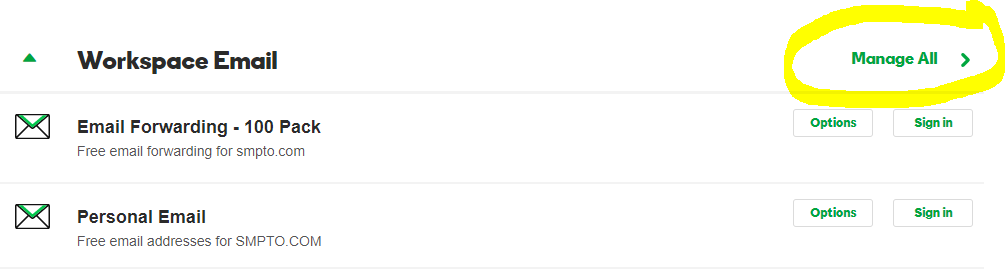 Workspace Email
Manage All
Email Forwarding - 100 Pack
Options
Sign in
Free email forwarding for smpto.com
Personal Email
Options
Sign in
Free email addresses for SMPTO.COM